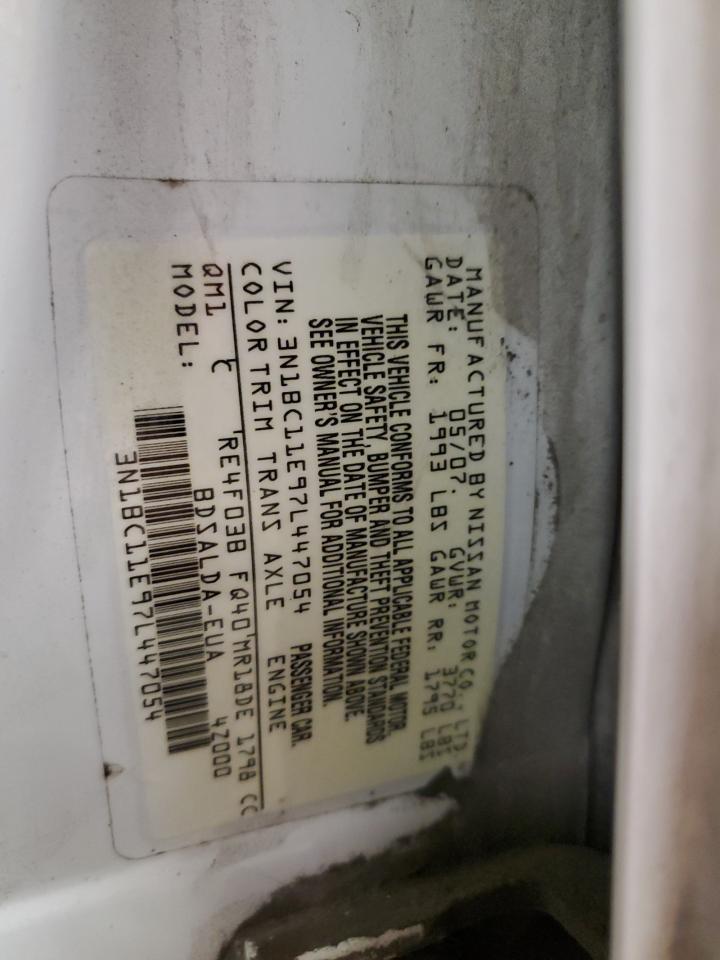 MANUFACTURED BY NISSAN MOTOR CO., LTD.
DATE: 05/07. GVWR: 3770 LBS
GAWR FR: 1993 LBS GAWR RR: 1795 LBS
THIS VEHICLE CONFORMS TO ALL APPLICABLE FEDERAL MOTOR
VEHICLE SAFETY, BUMPER AND THEFT PREVENTION STANDARDS
IN EFFECT ON THE DATE OF MANUFACTURE SHOWN ABOVE.
SEE OWNER'S MANUAL FOR ADDITIONAL INFORMATION.
VIN: 3N1BC11E97L447054 PASSENGER CAR.
COLOR TRIM TRANS AXLE ENGINE
QM1 C RE4F03B FQ40 MR18DE 1798 CC
MODEL: BDSALDA-EUA 4Z000
3N1BC11E97L447054